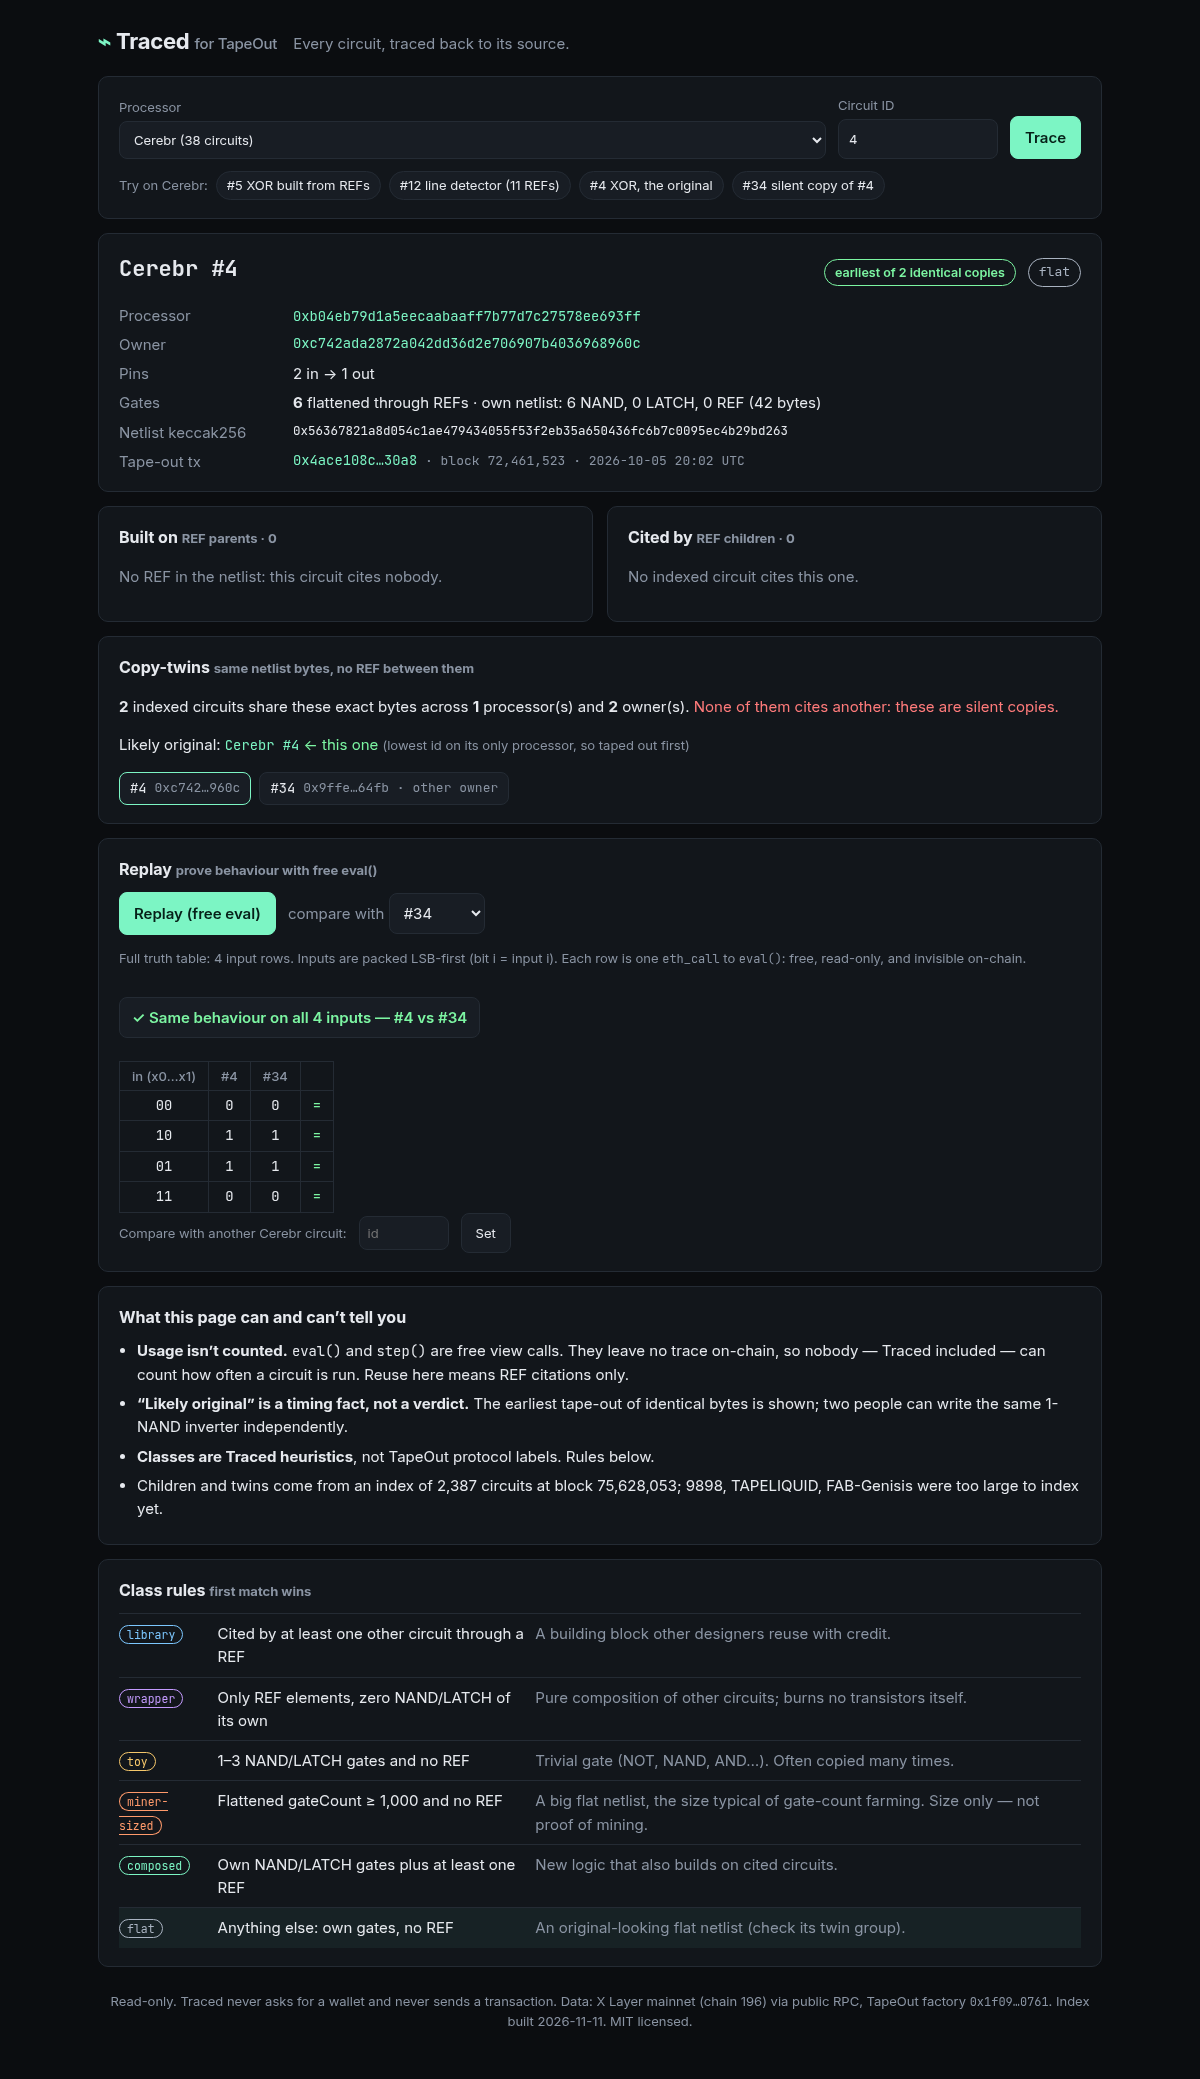 Traced for TapeOut Every circuit, traced back to its source.
Processor
Circuit ID
Cerebr (38 circuits)
4
Trace
Try on Cerebr: #5 XOR built from REFs #12 line detector (11 REFs) #4 XOR, the original #34 silent copy of #4
Cerebr #4
earliest of 2 identical copies
flat
Processor 0xb04eb79d1a5eecaabaaff7b77d7c27578ee693ff
Owner 0xc742ada2872a042dd36d2e706907b4036968960c
Pins 2 in → 1 out
Gates 6 flattened through REFs · own netlist: 6 NAND, 0 LATCH, 0 REF (42 bytes)
Netlist keccak256 0x56367821a8d054c1ae479434055f53f2eb35a650436fc6b7c0095ec4b29bd263
Tape-out tx 0x4ace108c…30a8 · block 72,461,523 · 2026-10-05 20:02 UTC
Built on REF parents · 0
No REF in the netlist: this circuit cites nobody.
Cited by REF children · 0
No indexed circuit cites this one.
Copy-twins same netlist bytes, no REF between them
2 indexed circuits share these exact bytes across 1 processor(s) and 2 owner(s). None of them cites another: these are silent copies.
Likely original: Cerebr #4 ← this one (lowest id on its only processor, so taped out first)
#4 0xc742…960c
#34 0x9ffe…64fb · other owner
Replay prove behaviour with free eval()
Replay (free eval) compare with #34
Full truth table: 4 input rows. Inputs are packed LSB-first (bit i = input i). Each row is one eth_call to eval(): free, read-only, and invisible on-chain.
✓ Same behaviour on all 4 inputs — #4 vs #34
in (x0…x1) #4 #34
00 0 0 =
10 1 1 =
01 1 1 =
11 0 0 =
Compare with another Cerebr circuit: id Set
What this page can and can’t tell you
• Usage isn’t counted. eval() and step() are free view calls. They leave no trace on-chain, so nobody — Traced included — can
count how often a circuit is run. Reuse here means REF citations only.
• “Likely original” is a timing fact, not a verdict. The earliest tape-out of identical bytes is shown; two people can write the same 1-
NAND inverter independently.
• Classes are Traced heuristics, not TapeOut protocol labels. Rules below.
• Children and twins come from an index of 2,387 circuits at block 75,628,053; 9898, TAPELIQUID, FAB-Genisis were too large to index
yet.
Class rules first match wins
library
Cited by at least one other circuit through a
REF
A building block other designers reuse with credit.
wrapper
Only REF elements, zero NAND/LATCH of
its own
Pure composition of other circuits; burns no transistors itself.
toy
1–3 NAND/LATCH gates and no REF
Trivial gate (NOT, NAND, AND…). Often copied many times.
miner-
sized
Flattened gateCount ≥ 1,000 and no REF
A big flat netlist, the size typical of gate-count farming. Size only — not
proof of mining.
composed
Own NAND/LATCH gates plus at least one
REF
New logic that also builds on cited circuits.
flat
Anything else: own gates, no REF
An original-looking flat netlist (check its twin group).
Read-only. Traced never asks for a wallet and never sends a transaction. Data: X Layer mainnet (chain 196) via public RPC, TapeOut factory 0x1f09…0761. Index
built 2026-11-11. MIT licensed.